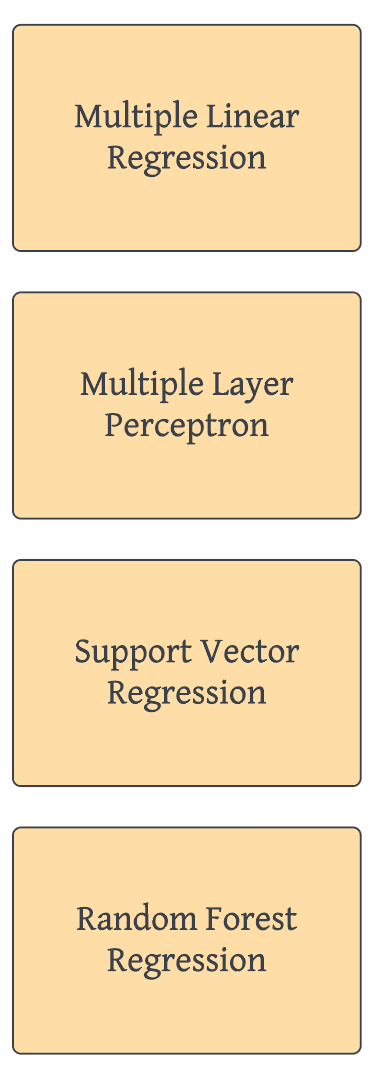 Multiple Linear
Regression
Multiple Layer
Perceptron
Support Vector
Regression
Random Forest
Regression